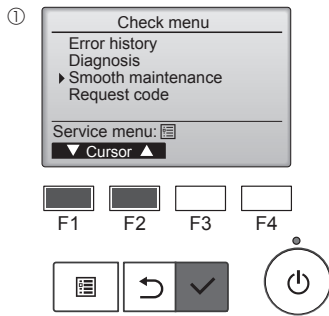 ①
Check menu
Error history
Diagnosis
Smooth maintenance
Request code
Service menu:
▼ Cursor ▲
F1 F2 F3 F4